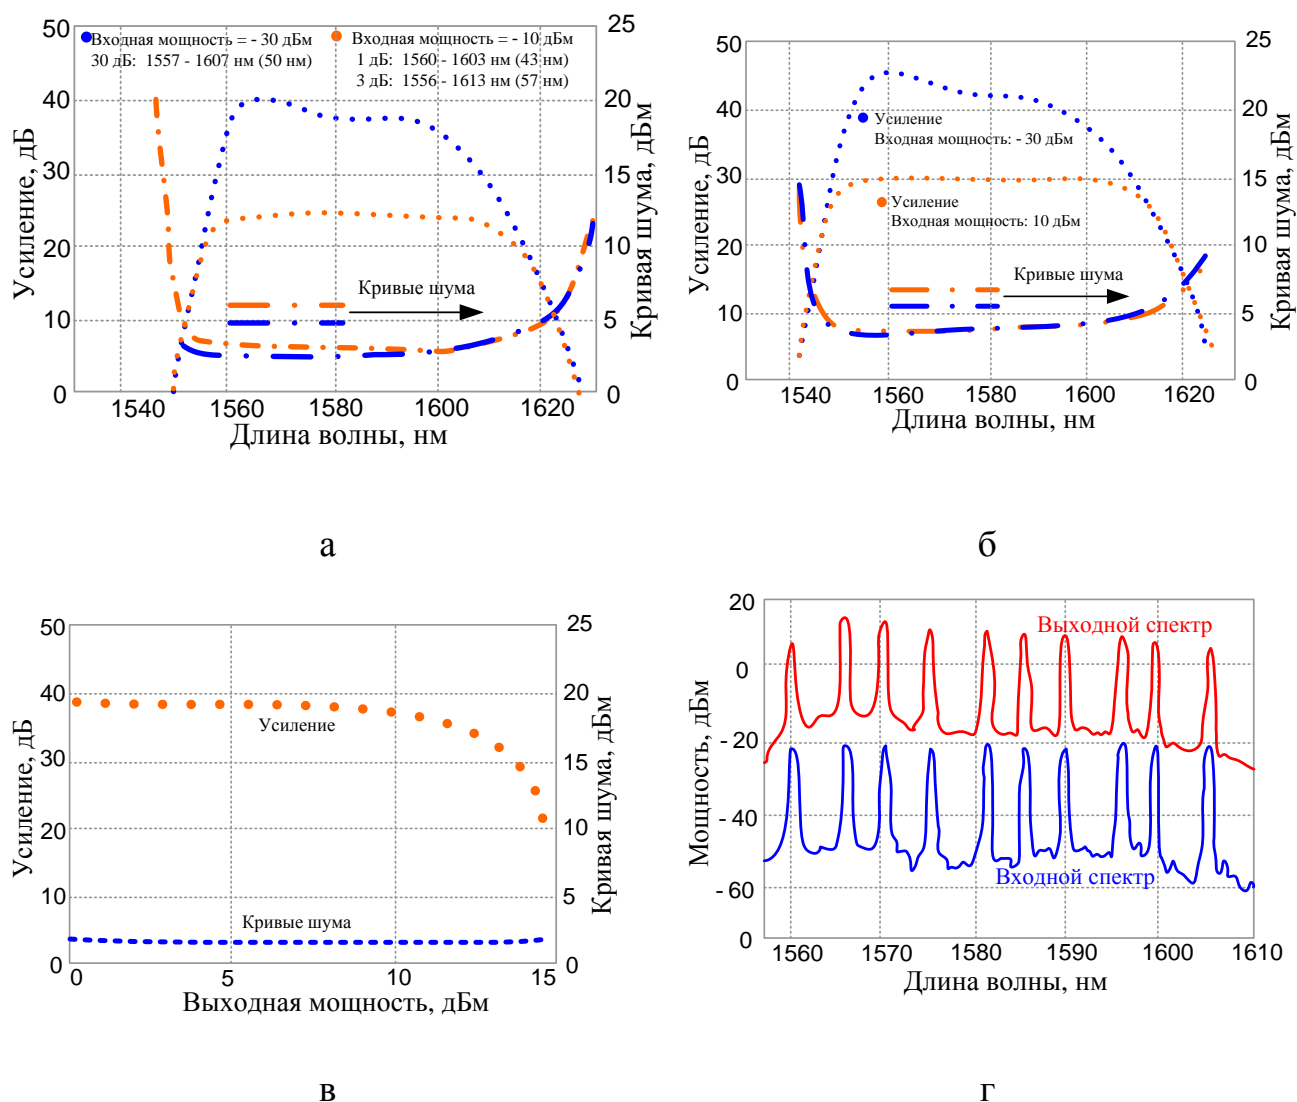 Входная мощность = - 30 дБм
30 дБ: 1557 - 1607 нм (50 нм)
Входная мощность = - 10 дБм
1 дБ: 1560 - 1603 нм (43 нм)
3 дБ: 1556 - 1613 нм (57 нм)
50
40
30
20
10
0
Усиление, дБ
25
20
15
10
5
0
Кривая шума, дБм
Кривые шума
1540
1560
1580
1600
1620
Длина волны, нм
а
50
40
30
20
10
0
Усиление, дБ
Усиление
Входная мощность: - 30 дБм
Усиление
Входная мощность: 10 дБм
Кривые шума
25
20
15
10
5
0
Кривая шума, дБм
1540
1560
1580
1600
1620
Длина волны, нм
б
50
40
30
20
10
0
Усиление, дБ
Усиление
Кривые шума
25
20
15
10
5
0
Кривая шума, дБм
0
5
10
15
Выходная мощность, дБм
в
20
0
- 20
- 40
- 60
0
Мощность, дБм
Выходной спектр
Входной спектр
1560
1570
1580
1590
1600
1610
Длина волны, нм
г